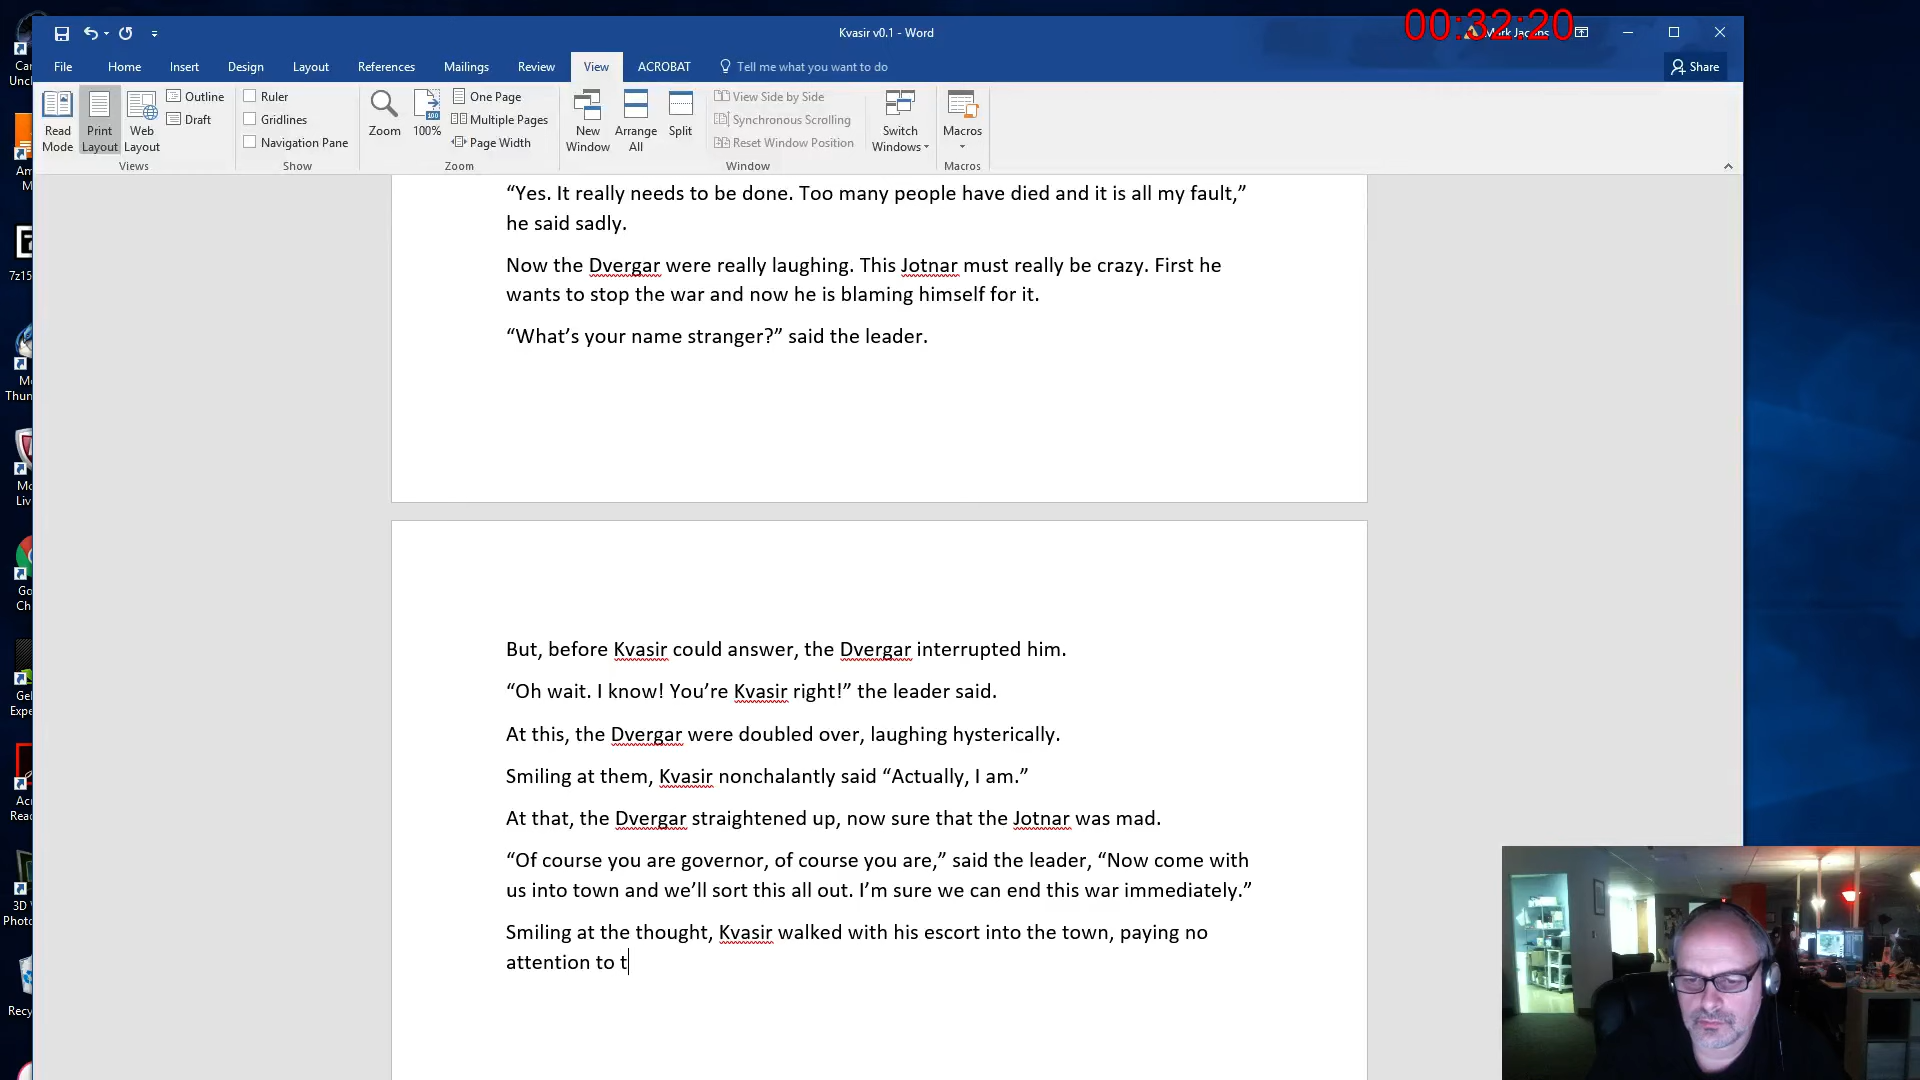 00:32:20
Kvasir v0.1 - Word
File Home Insert Design Layout References Mailings Review View ACROBAT Tell me what you want to do Share
Read Mode
Print Layout
Web Layout
Outline
Draft
Views
Ruler
Gridlines
Navigation Pane
Show
Zoom
100%
One Page
Multiple Pages
Page Width
Zoom
New Window
Arrange All
Split
View Side by Side
Synchronous Scrolling
Reset Window Position
Window
Switch Windows
Macros
Macros
“Yes. It really needs to be done. Too many people have died and it is all my fault,”
he said sadly.
Now the Dvergar were really laughing. This Jotnar must really be crazy. First he
wants to stop the war and now he is blaming himself for it.
“What’s your name stranger?” said the leader.
But, before Kvasir could answer, the Dvergar interrupted him.
“Oh wait. I know! You’re Kvasir right!” the leader said.
At this, the Dvergar were doubled over, laughing hysterically.
Smiling at them, Kvasir nonchalantly said “Actually, I am.”
At that, the Dvergar straightened up, now sure that the Jotnar was mad.
“Of course you are governor, of course you are,” said the leader, “Now come with
us into town and we’ll sort this all out. I’m sure we can end this war immediately.”
Smiling at the thought, Kvasir walked with his escort into the town, paying no
attention to t